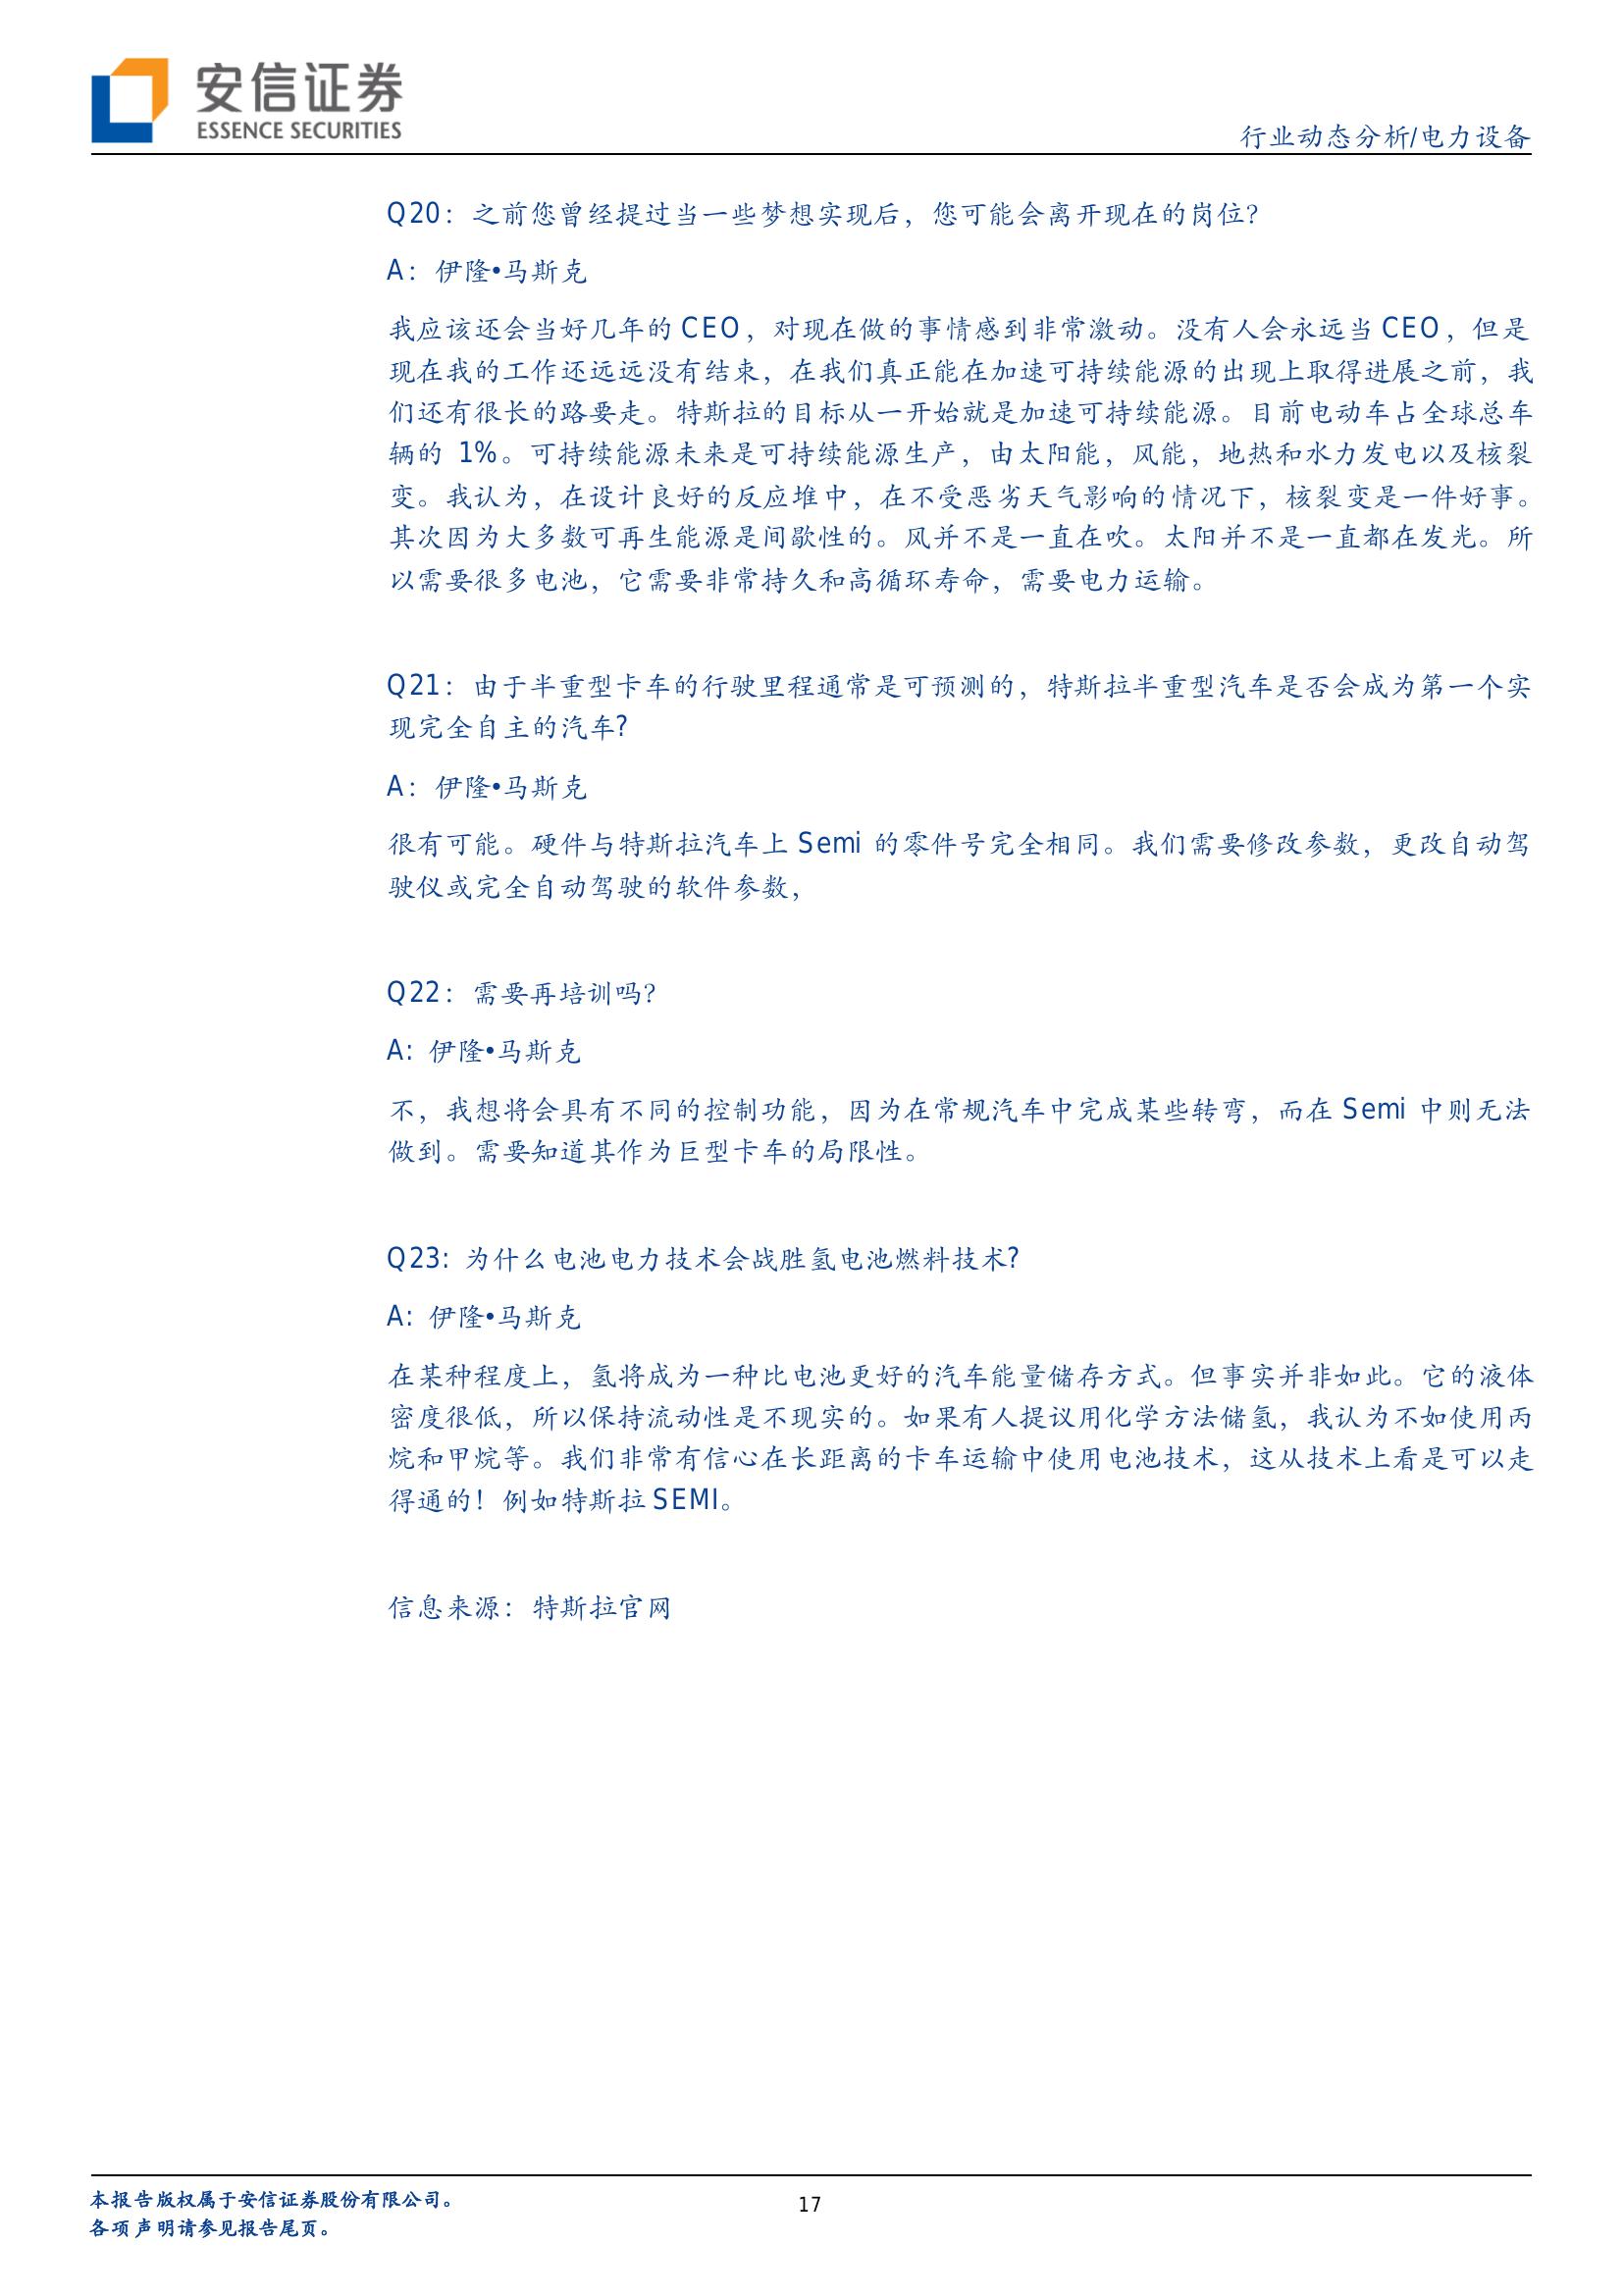 安信证券
ESSENCE SECURITIES
行业动态分析/电力设备
Q20：之前您曾经提过当一些梦想实现后，您可能会离开现在的岗位？
A：伊隆•马斯克
我应该还会当好几年的 CEO，对现在做的事情感到非常激动。没有人会永远当 CEO，但是
现在我的工作还远远没有结束，在我们真正能在加速可持续能源的出现上取得进展之前，我
们还有很长的路要走。特斯拉的目标从一开始就是加速可持续能源。目前电动车占全球总车
辆的 1%。可持续能源未来是可持续能源生产，由太阳能，风能，地热和水力发电以及核裂
变。我认为，在设计良好的反应堆中，在不受恶劣天气影响的情况下，核裂变是一件好事。
其次因为大多数可再生能源是间歇性的。风并不是一直在吹。太阳并不是一直都在发光。所
以需要很多电池，它需要非常持久和高循环寿命，需要电力运输。
Q21：由于半重型卡车的行驶里程通常是可预测的，特斯拉半重型汽车是否会成为第一个实
现完全自主的汽车?
A：伊隆•马斯克
很有可能。硬件与特斯拉汽车上 Semi 的零件号完全相同。我们需要修改参数，更改自动驾
驶仪或完全自动驾驶的软件参数，
Q22：需要再培训吗？
A: 伊隆•马斯克
不，我想将会具有不同的控制功能，因为在常规汽车中完成某些转弯，而在 Semi 中则无法
做到。需要知道其作为巨型卡车的局限性。
Q23: 为什么电池电力技术会战胜氢电池燃料技术?
A: 伊隆•马斯克
在某种程度上，氢将成为一种比电池更好的汽车能量储存方式。但事实并非如此。它的液体
密度很低，所以保持流动性是不现实的。如果有人提议用化学方法储氢，我认为不如使用丙
烷和甲烷等。我们非常有信心在长距离的卡车运输中使用电池技术，这从技术上看是可以走
得通的！例如特斯拉 SEMI。
信息来源：特斯拉官网
本报告版权属于安信证券股份有限公司。
17
各项声明请参见报告尾页。